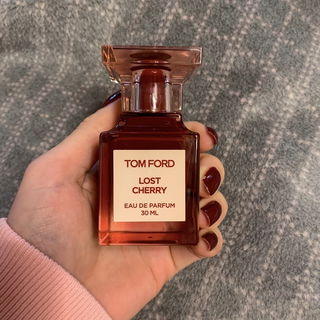 TOM FORD
LOST
CHERRY
EAU DE PARFUM
30 ML